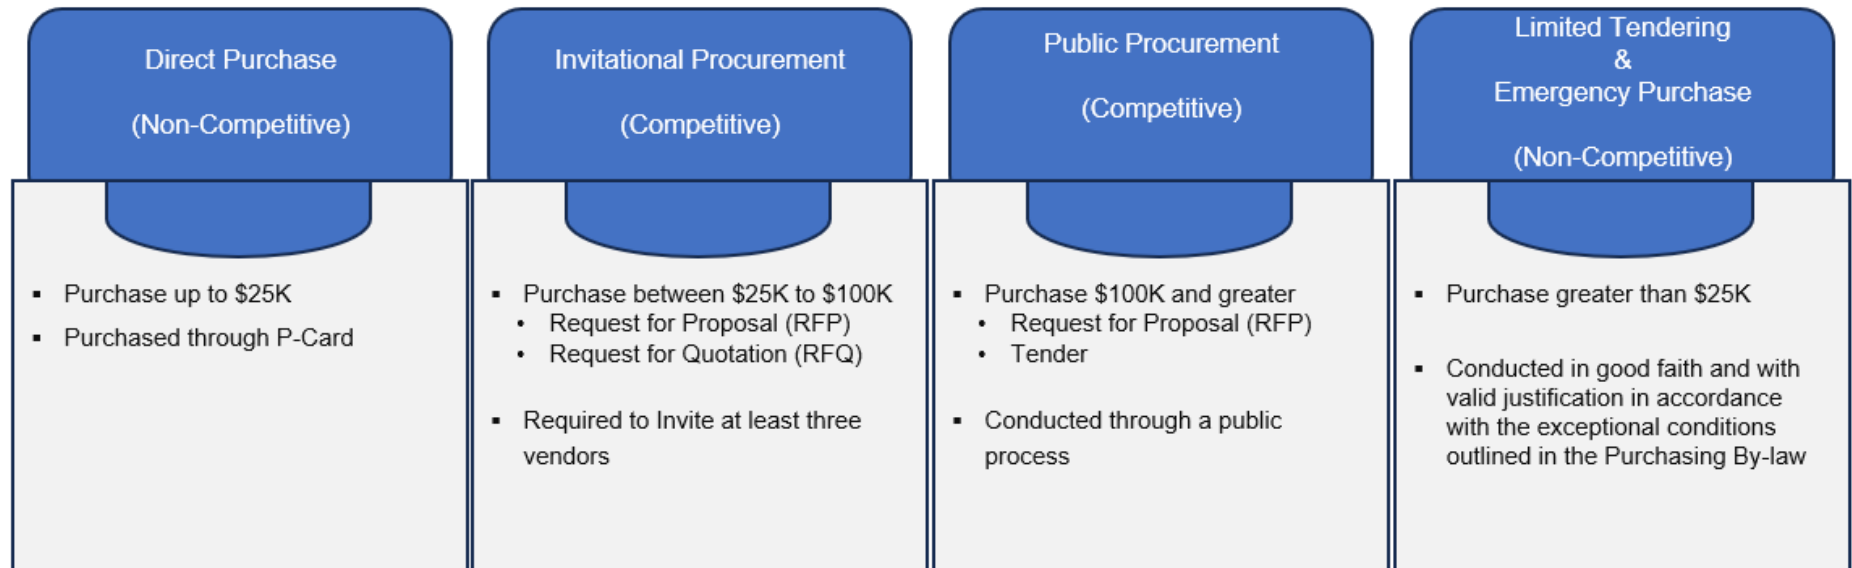 Direct Purchase
(Non-Competitive)
▪ Purchase up to $25K
▪ Purchased through P-Card
Invitational Procurement
(Competitive)
▪ Purchase between $25K to $100K
• Request for Proposal (RFP)
• Request for Quotation (RFQ)
▪ Required to Invite at least three
vendors
Public Procurement
(Competitive)
▪ Purchase $100K and greater
• Request for Proposal (RFP)
• Tender
▪ Conducted through a public
process
Limited Tendering
&
Emergency Purchase
(Non-Competitive)
▪ Purchase greater than $25K
▪ Conducted in good faith and with
valid justification in accordance
with the exceptional conditions
outlined in the Purchasing By-law